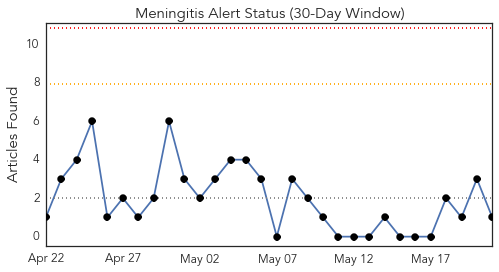 Meningitis Alert Status (30-Day Window)
Articles Found
10
8
6
4
2
0
Apr 22
Apr 27
May 02
May 07
May 12
May 17